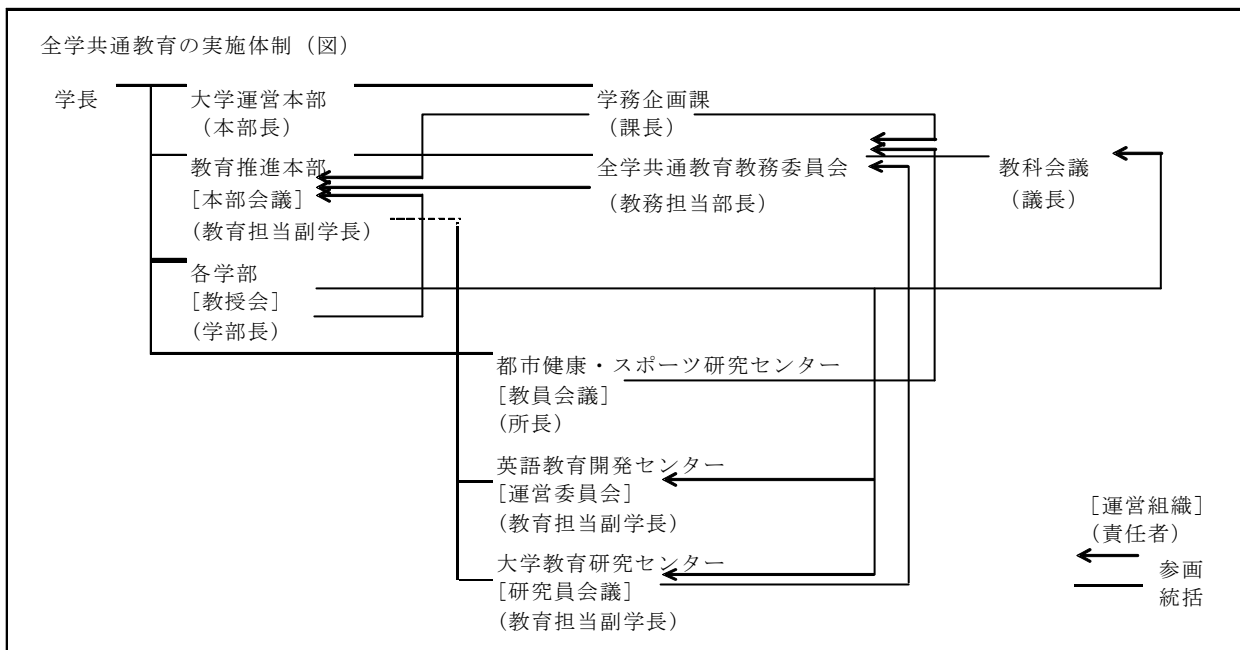 全学共通教育の実施体制（図）
学長
大学運営本部
（本部長）
学務企画課
（課長）
教育推進本部
［本部会議］
（教育担当副学長）
全学共通教育教務委員会
（教務担当部長）
教科会議
（議長）
各学部
［教授会］
（学部長）
都市健康・スポーツ研究センター
［教員会議］
（所長）
英語教育開発センター
［運営委員会］
（教育担当副学長）
大学教育研究センター
［研究員会議］
（教育担当副学長）
［運営組織］
（責任者）
参画
統括